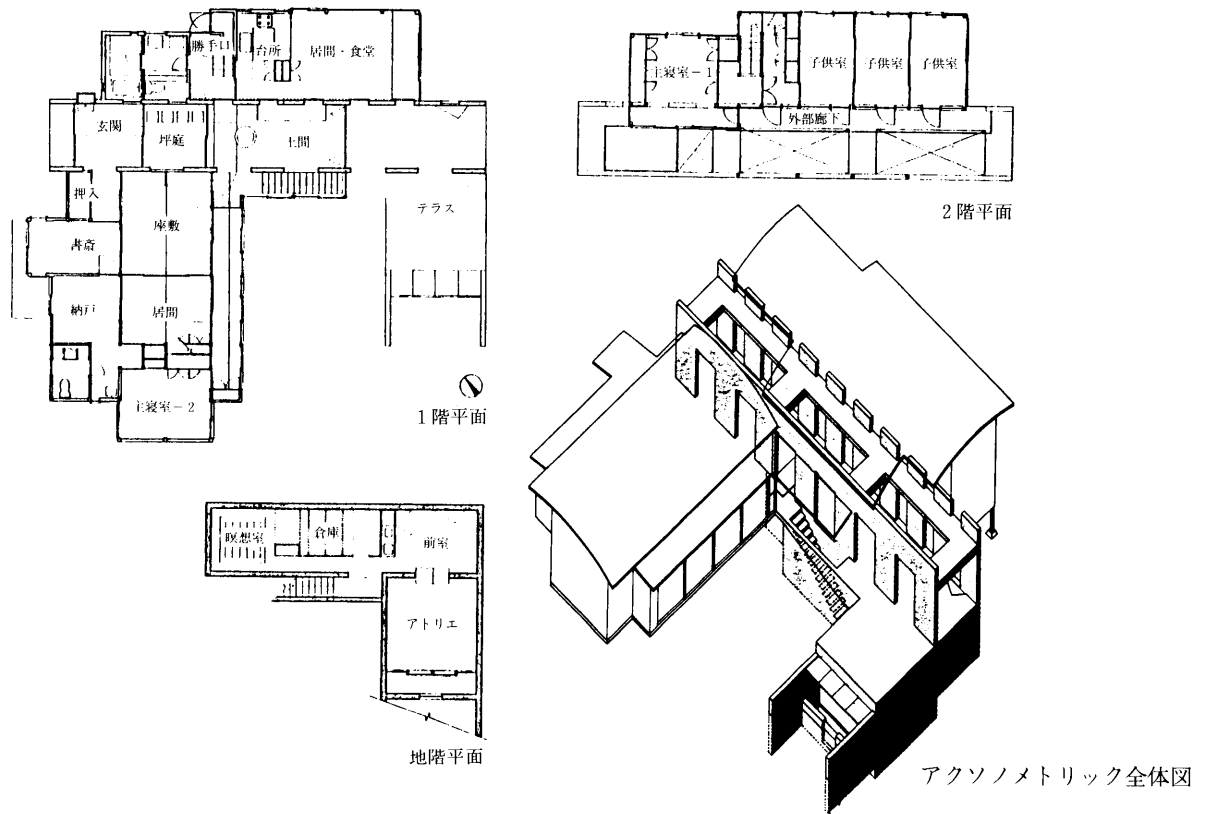 勝手口
台所
居間・食堂
玄関
坪庭
土間
押入
座敷
テラス
書斎
納戸
居間
主寝室-2
1階平面
主寝室-1
子供室
子供室
子供室
外部廊下
2階平面
瞑想室
倉庫
前室
アトリエ
地階平面
アクソノメトリック全体図